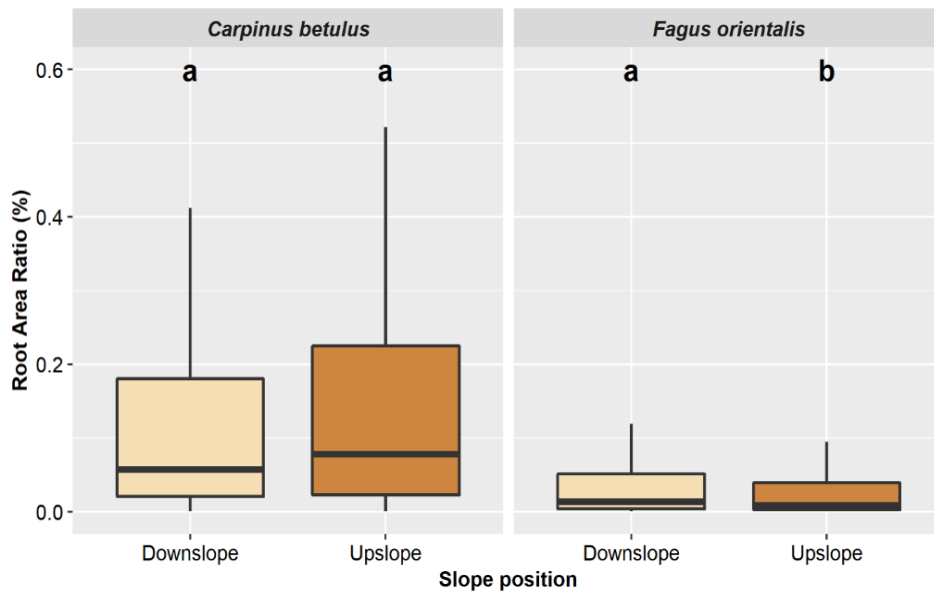 Carpinus betulus
Fagus orientalis
a
a
a
b
Root Area Ratio (%)
0.6
0.4
0.2
0.0
Downslope
Upslope
Downslope
Upslope
Slope position